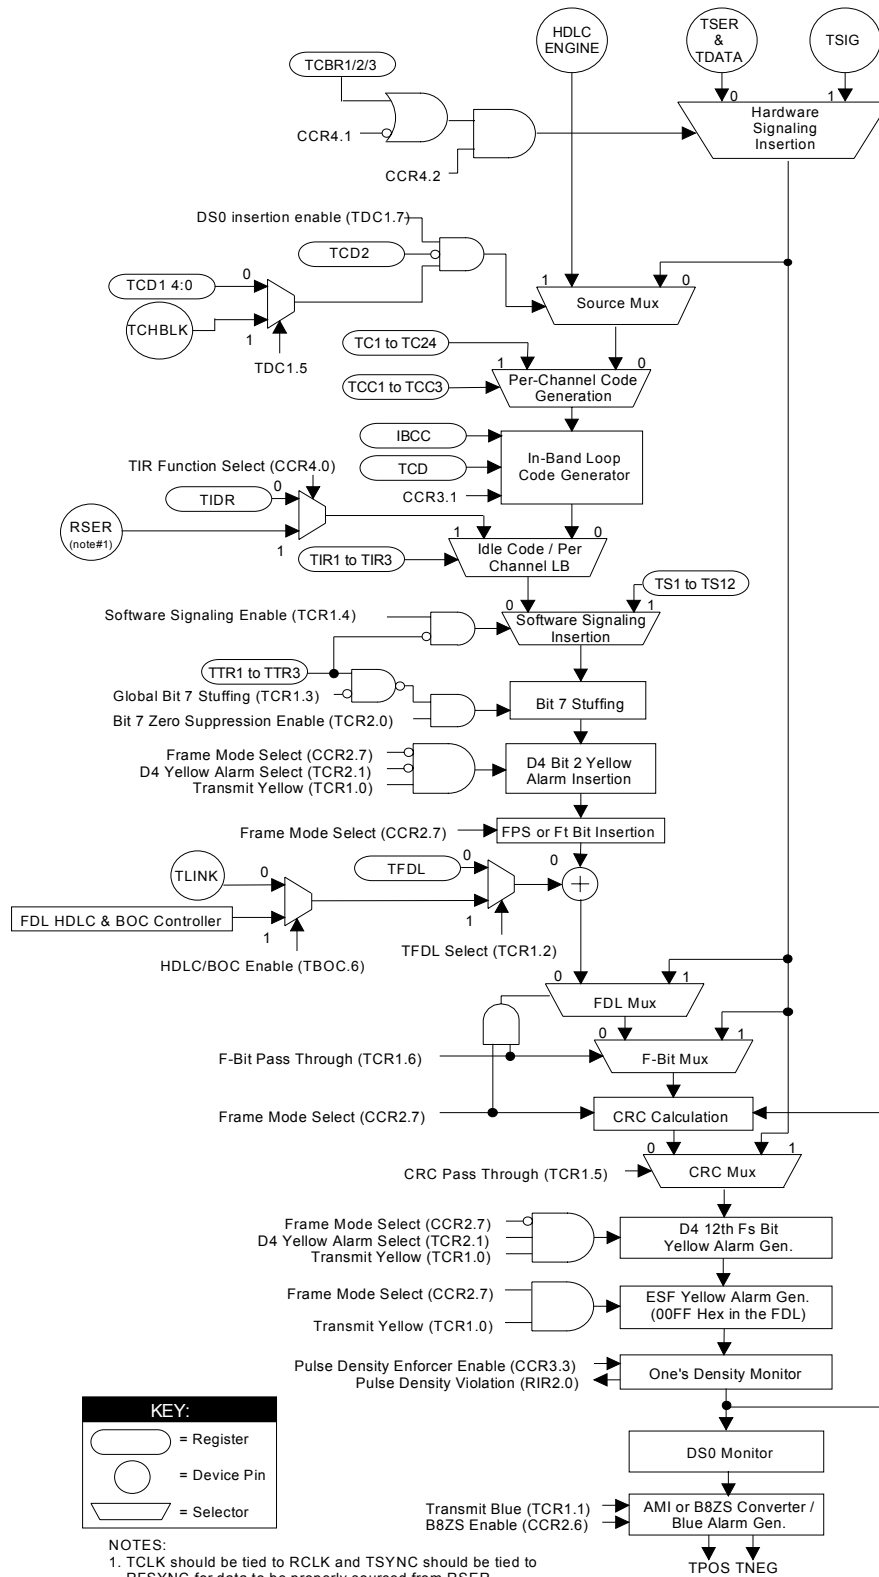 HDLC
ENGINE
TSER
&
TDATA
TSIG
TCBR1/2/3
0
1
Hardware
Signaling
Insertion
CCR4.1
CCR4.2
DS0 insertion enable (TDC1.7)
TCD2
0
TCD1 4:0
1
0
Source Mux
TCHBLK
1
TDC1.5
TC1 to TC24
1
0
Per-Channel Code
Generation
TCC1 to TCC3
IBCC
In-Band Loop
Code Generator
TCD
CCR3.1
TIR Function Select (CCR4.0)
0
TIDR
RSER
(note#1)
1
1
0
Idle Code / Per
Channel LB
TIR1 to TIR3
TS1 to TS12
0
1
Software Signaling Enable (TCR1.4)
Software Signaling
Insertion
TTR1 to TTR3
Global Bit 7 Stuffing (TCR1.3)
Bit 7 Stuffing
Bit 7 Zero Suppression Enable (TCR2.0)
Frame Mode Select (CCR2.7)
D4 Yellow Alarm Select (TCR2.1)
Transmit Yellow (TCR1.0)
D4 Bit 2 Yellow
Alarm Insertion
Frame Mode Select (CCR2.7)
FPS or Ft Bit Insertion
0
0
TLINK
0
TFDL
FDL HDLC & BOC Controller
1
1
HDLC/BOC Enable (TBOC.6)
TFDL Select (TCR1.2)
0
1
FDL Mux
0
1
F-Bit Pass Through (TCR1.6)
F-Bit Mux
Frame Mode Select (CCR2.7)
CRC Calculation
0
1
CRC Pass Through (TCR1.5)
CRC Mux
Frame Mode Select (CCR2.7)
D4 Yellow Alarm Select (TCR2.1)
Transmit Yellow (TCR1.0)
D4 12th Fs Bit
Yellow Alarm Gen.
Frame Mode Select (CCR2.7)
Transmit Yellow (TCR1.0)
ESF Yellow Alarm Gen.
(00FF Hex in the FDL)
Pulse Density Enforcer Enable (CCR3.3)
Pulse Density Violation (RIR2.0)
One's Density Monitor
KEY:
= Register
= Device Pin
= Selector
DS0 Monitor
Transmit Blue (TCR1.1)
B8ZS Enable (CCR2.6)
AMI or B8ZS Converter /
Blue Alarm Gen.
TPOS TNEG
NOTES:
1. TCLK should be tied to RCLK and TSYNC should be tied to
RFSYNC for data to be properly sourced from RSER